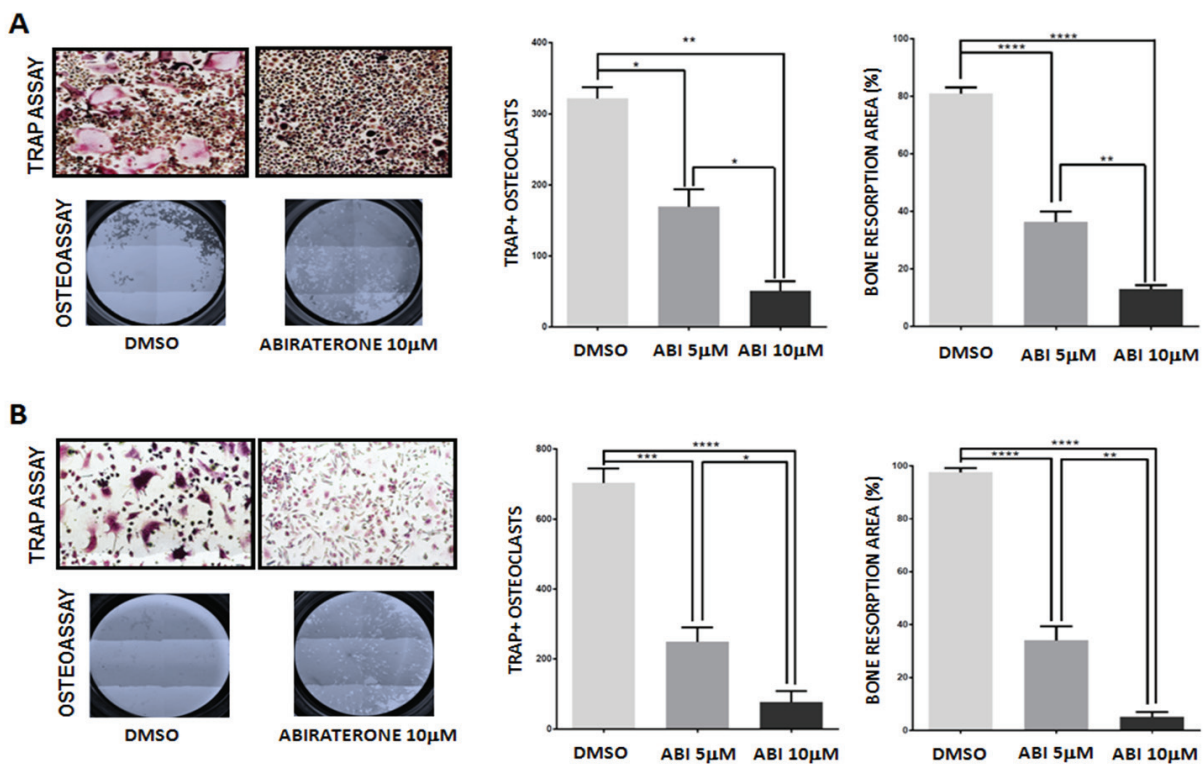 A
TRAP ASSAY
OSTEOASSAY
DMSO
ABIRATERONE 10µM
TRAP+ OSTEOCLASTS
400
300
200
100
0
**
*
*
DMSO
ABI 5µM
ABI 10µM
BONE RESORPTION AREA (%)
100
80
60
40
20
0
****
****
**
DMSO
ABI 5µM
ABI 10µM
B
TRAP ASSAY
OSTEOASSAY
DMSO
ABIRATERONE 10µM
TRAP+ OSTEOCLASTS
800
600
400
200
0
****
***
*
DMSO
ABI 5µM
ABI 10µM
BONE RESORPTION AREA (%)
100
80
60
40
20
0
****
****
**
DMSO
ABI 5µM
ABI 10µM